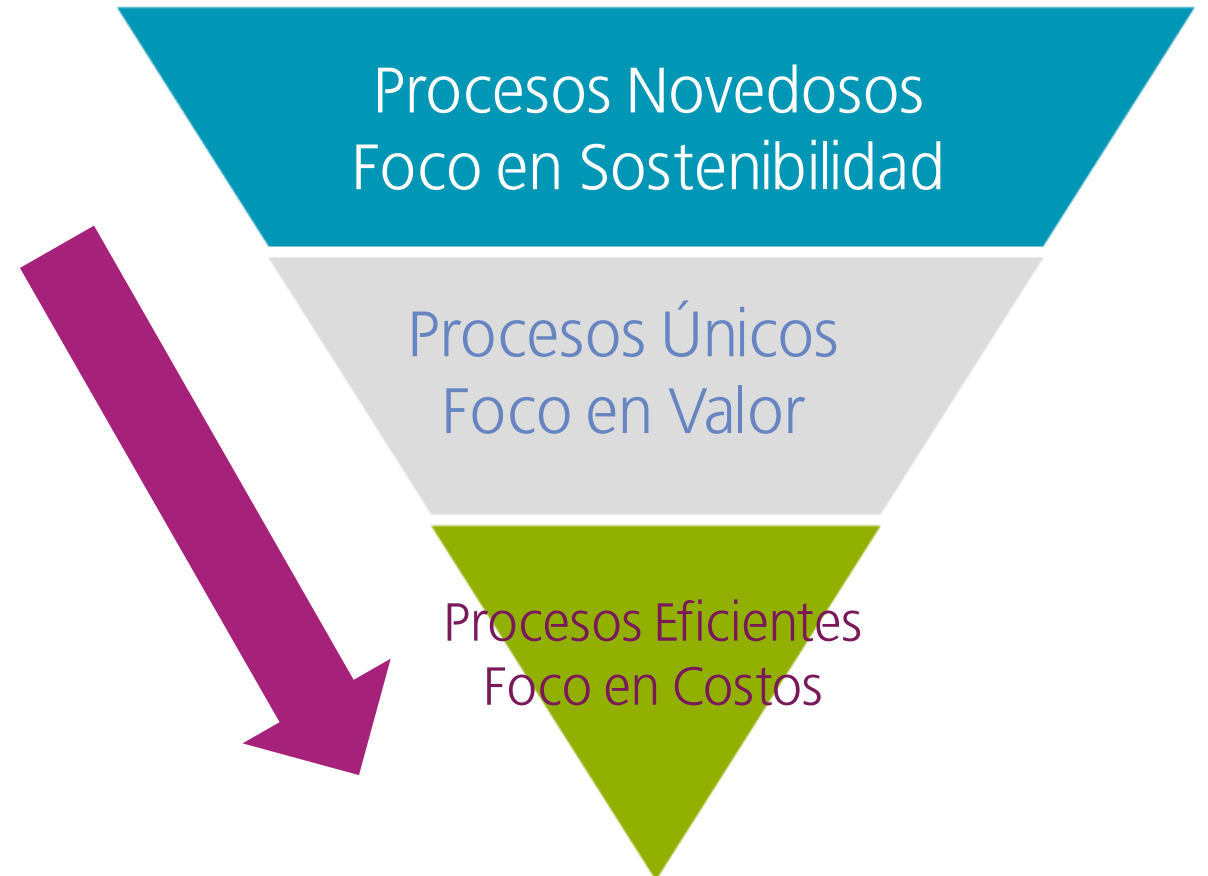 Procesos Novedosos
Foco en Sostenibilidad
Procesos Únicos
Foco en Valor
Procesos Eficientes
Foco en Costos